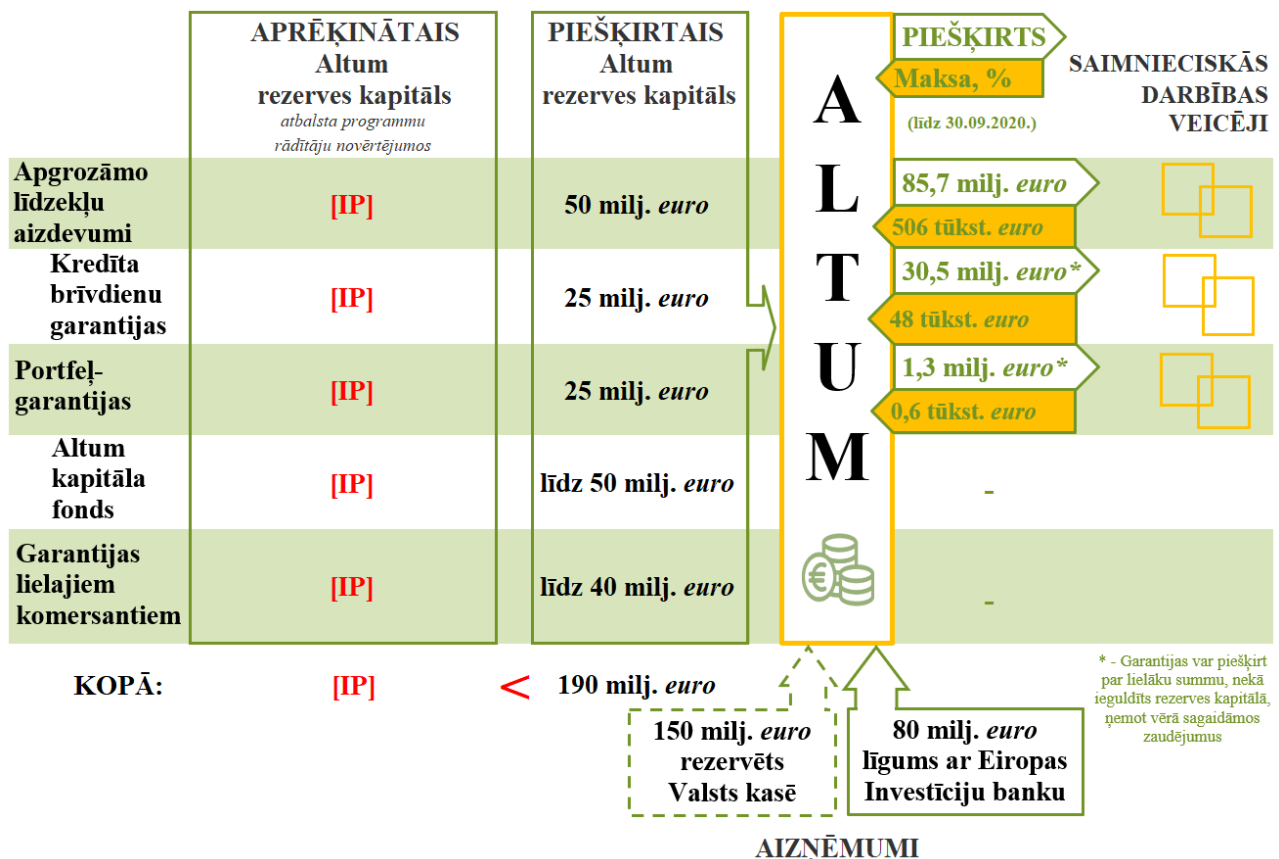 APRĒĶINĀTAIS
Altum
rezerves kapitāls
atbalsta programmu
rādītāju novērtējumos
PIEŠĶIRTAIS
Altum
rezerves kapitāls
ALTUM
PIEŠĶIRTS
Maksa, %
(līdz 30.09.2020.)
SAIMNIECISKĀS
DARBĪBAS
VEICĒJI
Apgrozāmo
līdzekļu
aizdevumi
[IP]
50 milj. euro
85,7 milj. euro
506 tūkst. euro
Kredīta
brīvdienu
garantijas
[IP]
25 milj. euro
30,5 milj. euro*
48 tūkst. euro
Portfeļ-
garantijas
[IP]
25 milj. euro
1,3 milj. euro*
0,6 tūkst. euro
Altum
kapitāla
fonds
[IP]
līdz 50 milj. euro
-
Garantijas
lielajiem
komersantiem
[IP]
līdz 40 milj. euro
-
KOPĀ:
[IP]
<
190 milj. euro
* - Garantijas var piešķirt
par lielāku summu, nekā
ieguldīts rezerves kapitālā,
ņemot vērā sagaidāmos
zaudējumus
150 milj. euro
rezervēts
Valsts kasē
80 milj. euro
līgums ar Eiropas
Investīciju banku
AIZŅĒMUMI